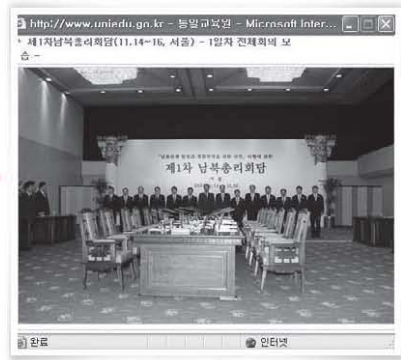 http://www.uniedu.go.kr - 통일교육원 - Microsoft Inter...
제1차남북총리회담(11.14~16, 서울) - 1일차 전체회의 모
습 -
제1차 남북총리회담
서울
완료
인터넷